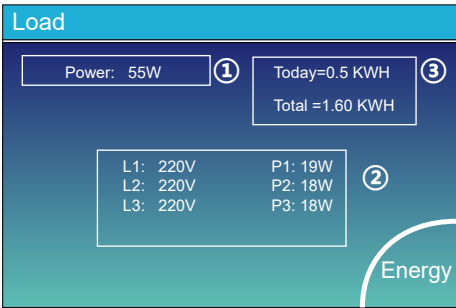 Load
Power: 55W
①
Today=0.5 KWH
Total =1.60 KWH
③
L1: 220V P1: 19W
L2: 220V P2: 18W
L3: 220V P3: 18W
②
Energy